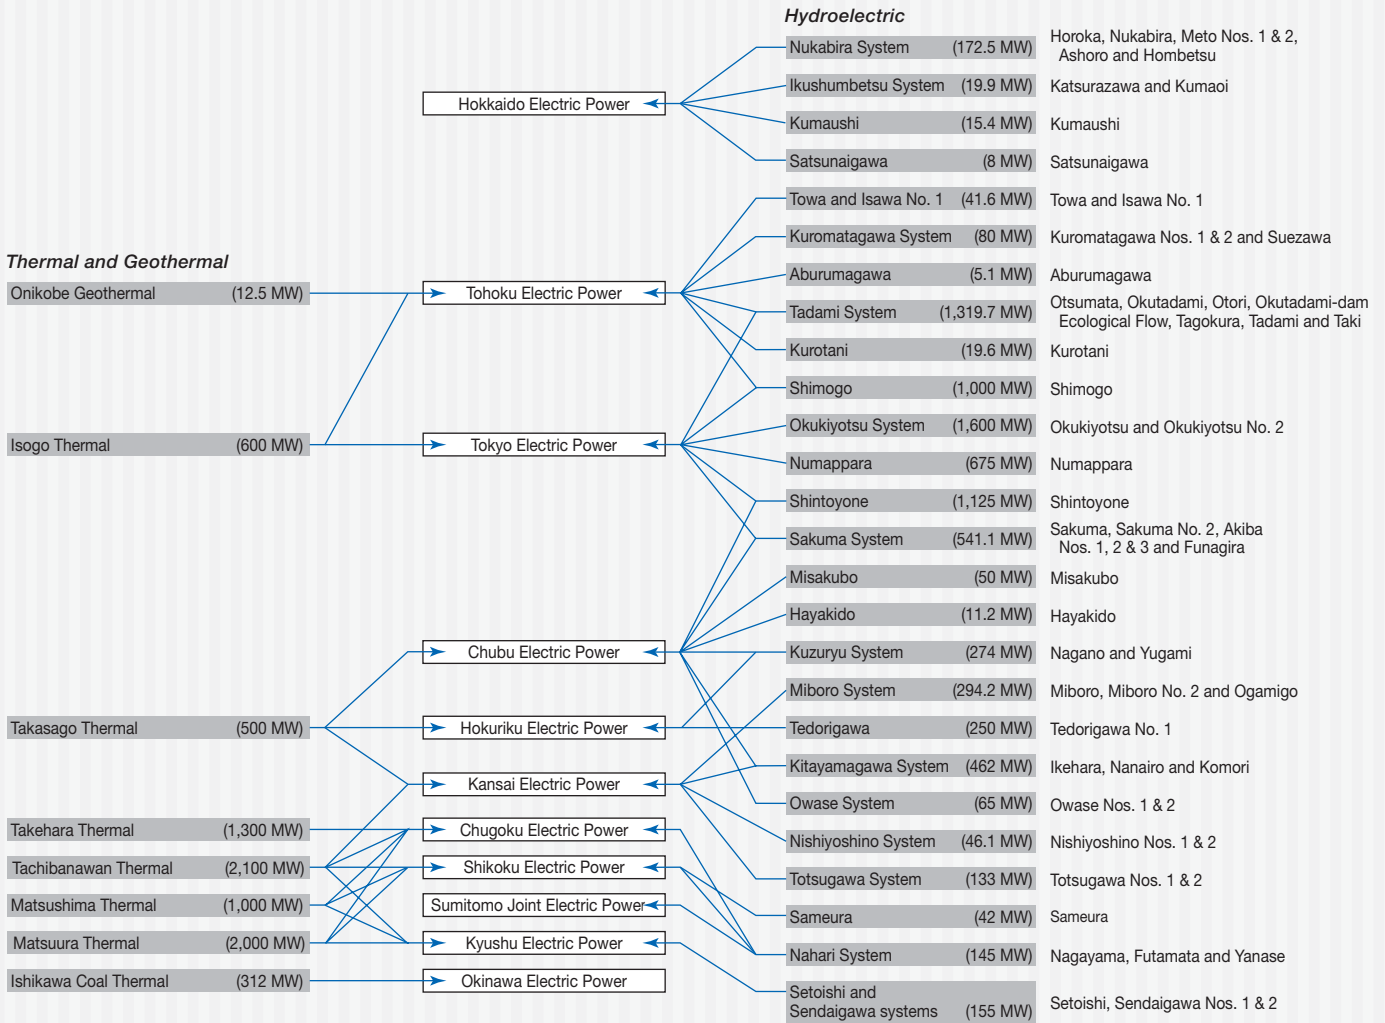 Hydroelectric
Nukabira System (172.5 MW) Horoka, Nukabira, Meto Nos. 1 & 2,
Ashoro and Hombetsu
Ikushumbetsu System (19.9 MW) Katsurazawa and Kumaoi
Hokkaido Electric Power
Kumaushi (15.4 MW) Kumaushi
Satsunaigawa (8 MW) Satsunaigawa
Towa and Isawa No. 1 (41.6 MW) Towa and Isawa No. 1
Kuromatagawa System (80 MW) Kuromatagawa Nos. 1 & 2 and Suezawa
Thermal and Geothermal
Aburumagawa (5.1 MW) Aburumagawa
Onikobe Geothermal (12.5 MW) Tohoku Electric Power
Tadami System (1,319.7 MW) Otsumata, Okutadami, Otori, Okutadami-dam
Ecological Flow, Tagokura, Tadami and Taki
Kurotani (19.6 MW) Kurotani
Shimogo (1,000 MW) Shimogo
Okukiyotsu System (1,600 MW) Okukiyotsu and Okukiyotsu No. 2
Isogo Thermal (600 MW) Tokyo Electric Power
Numappara (675 MW) Numappara
Shintoyone (1,125 MW) Shintoyone
Sakuma System (541.1 MW) Sakuma, Sakuma No. 2, Akiba
Nos. 1, 2 & 3 and Funagira
Misakubo (50 MW) Misakubo
Hayakido (11.2 MW) Hayakido
Chubu Electric Power Kuzuryu System (274 MW) Nagano and Yugami
Miboro System (294.2 MW) Miboro, Miboro No. 2 and Ogamigo
Takasago Thermal (500 MW) Hokuriku Electric Power Tedorigawa (250 MW) Tedorigawa No. 1
Kitayamagawa System (462 MW) Ikehara, Nanairo and Komori
Kansai Electric Power
Owase System (65 MW) Owase Nos. 1 & 2
Takehara Thermal (1,300 MW) Chugoku Electric Power
Nishiyoshino System (46.1 MW) Nishiyoshino Nos. 1 & 2
Tachibanawan Thermal (2,100 MW) Shikoku Electric Power
Totsugawa System (133 MW) Totsugawa Nos. 1 & 2
Matsushima Thermal (1,000 MW) Sumitomo Joint Electric Power
Sameura (42 MW) Sameura
Matsuura Thermal (2,000 MW) Kyushu Electric Power
Nahari System (145 MW) Nagayama, Futamata and Yanase
Ishikawa Coal Thermal (312 MW) Okinawa Electric Power
Setoishi and
Sendaigawa systems (155 MW) Setoishi, Sendaigawa Nos. 1 & 2